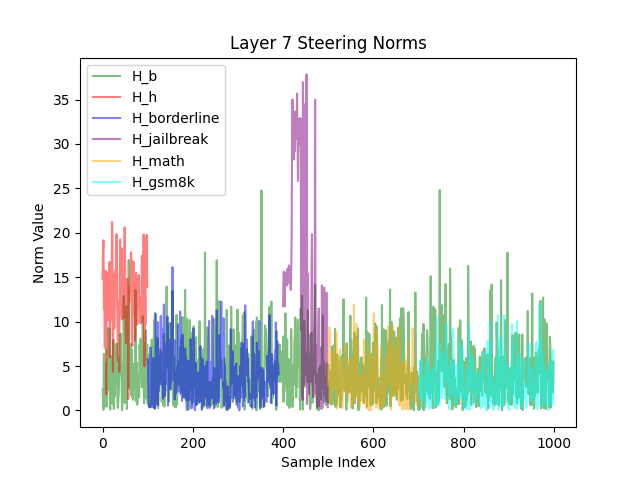 Layer 7 Steering Norms
H_b
H_h
H_borderline
H_jailbreak
H_math
H_gsm8k
35
30
25
20
15
10
5
0
Norm Value
0 200 400 600 800 1000
Sample Index